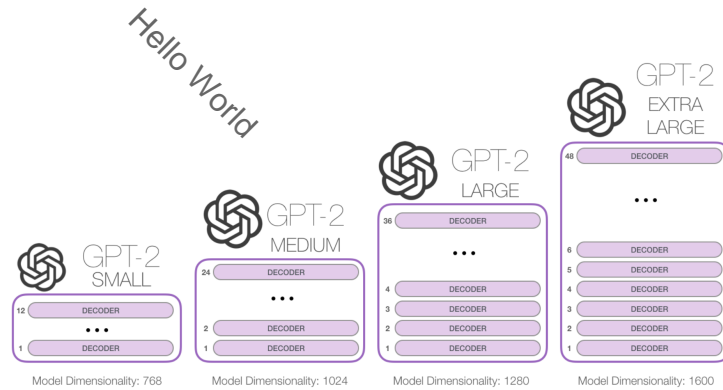 Hello World
GPT-2
SMALL
12 DECODER
...
1 DECODER
Model Dimensionality: 768
GPT-2
MEDIUM
24 DECODER
...
2 DECODER
1 DECODER
Model Dimensionality: 1024
GPT-2
LARGE
36 DECODER
...
4 DECODER
3 DECODER
2 DECODER
1 DECODER
Model Dimensionality: 1280
GPT-2
EXTRA
LARGE
48 DECODER
...
6 DECODER
5 DECODER
4 DECODER
3 DECODER
2 DECODER
1 DECODER
Model Dimensionality: 1600